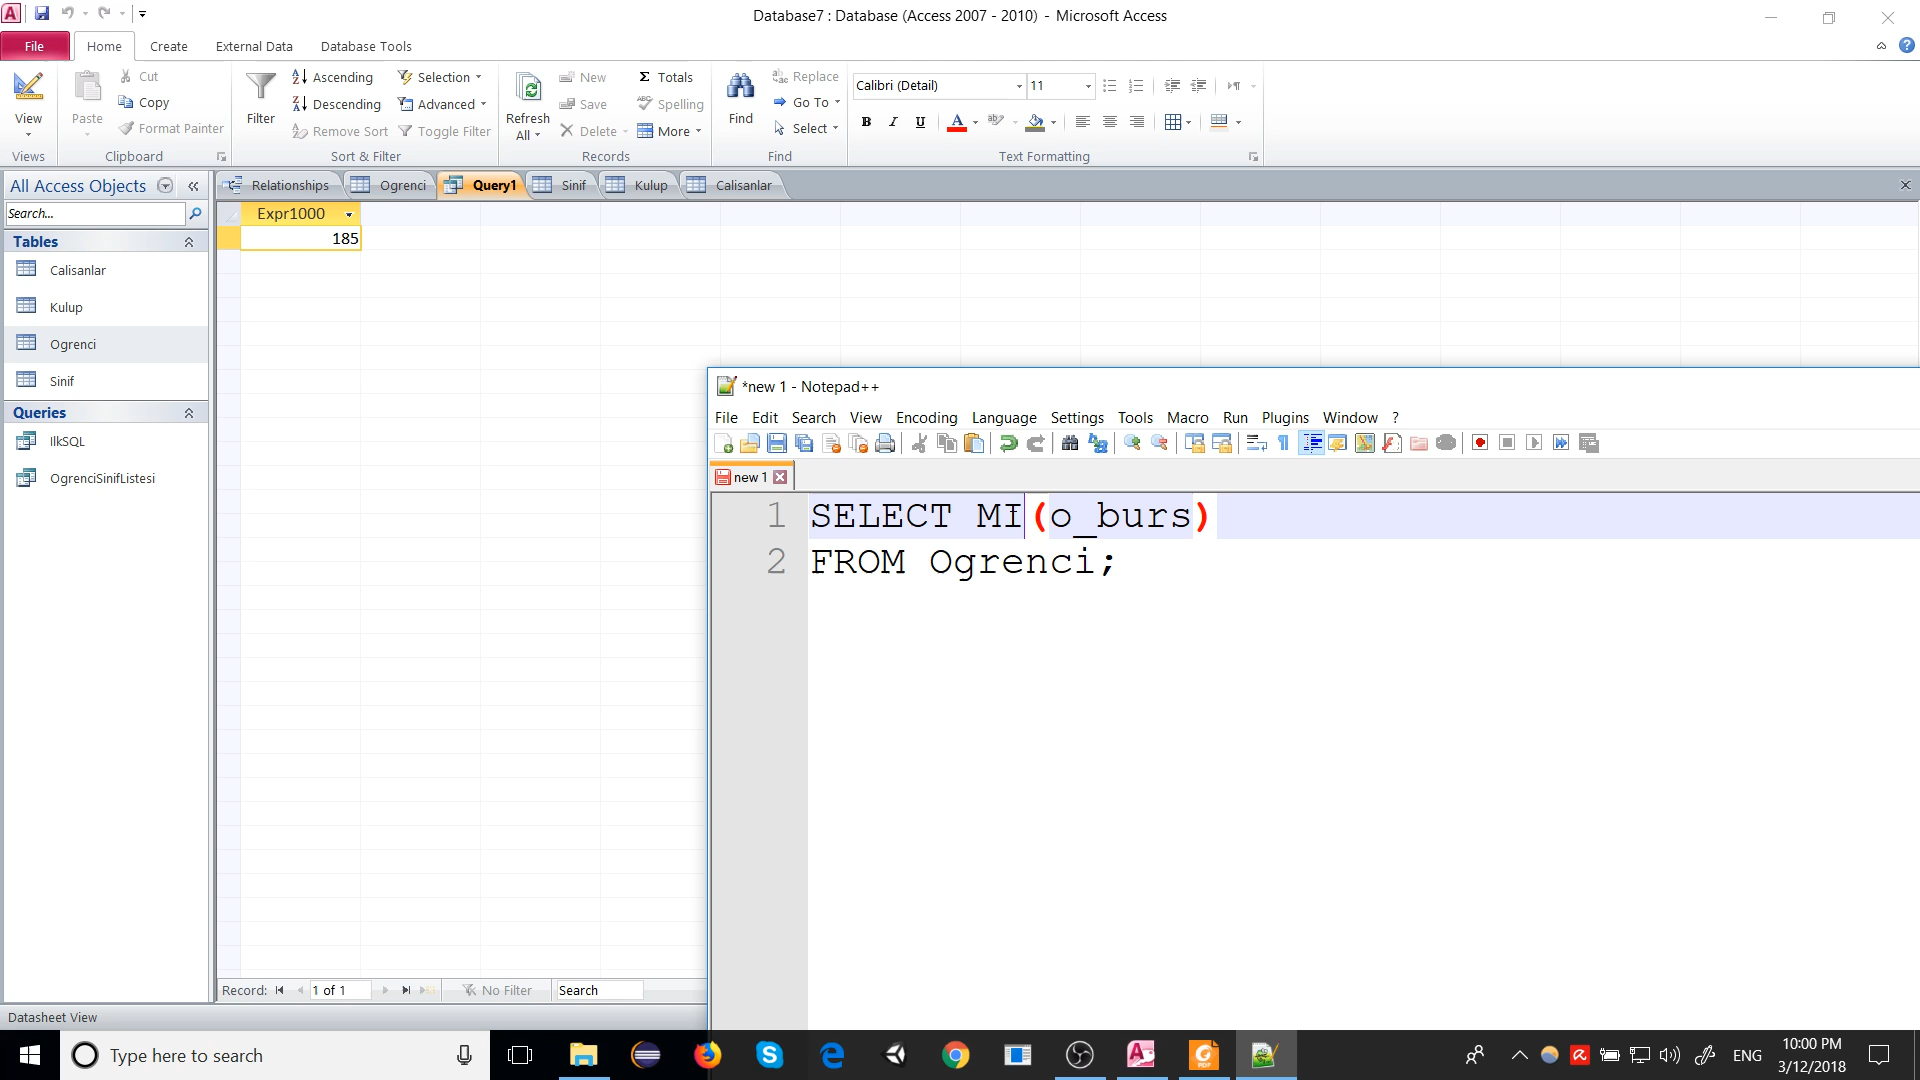 Database7 : Database (Access 2007 - 2010) - Microsoft Access
File Home Create External Data Database Tools
View
Views
Paste
Cut
Copy
Format Painter
Clipboard
Filter
Ascending
Descending
Remove Sort
Selection
Advanced
Toggle Filter
Sort & Filter
Refresh
All
New
Save
Delete
Totals
Spelling
More
Records
Find
Replace
Go To
Select
Find
Calibri (Detail) 11
B I U A
Text Formatting
All Access Objects
Search...
Tables
Calisanlar
Kulup
Ogrenci
Sinif
Queries
IlkSQL
OgrenciSinifListesi
Relationships Ogrenci Query1 Sinif Kulup Calisanlar
Expr1000
185
*new 1 - Notepad++
File Edit Search View Encoding Language Settings Tools Macro Run Plugins Window ?
new 1
1 SELECT MI(o_burs)
2 FROM Ogrenci;
Record: 1 of 1 No Filter Search
Datasheet View
Type here to search
ENG
10:00 PM
3/12/2018